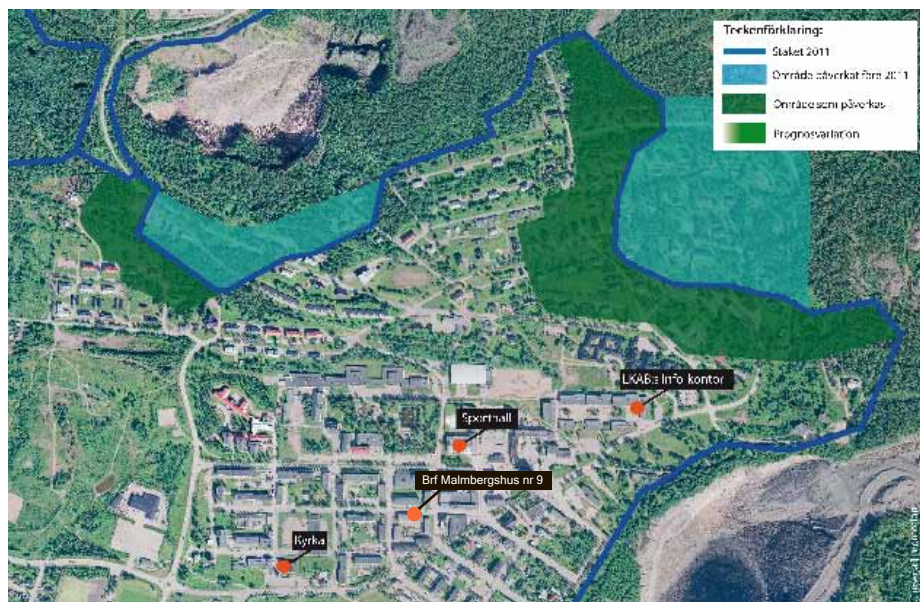 Teckenförklaring:
Staket 2011
Område påverkat före 2011
Område som påverkas
Prognosvariation
LKAB:s Info-kontor
Sporthall
Brf Malmbergshus nr 9
Kyrka